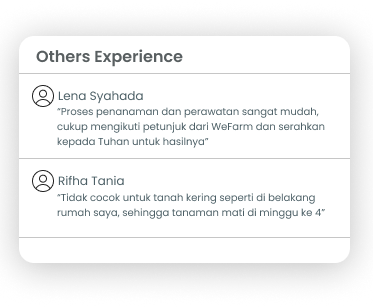 Others Experience
Lena Syahada
“Proses penanaman dan perawatan sangat mudah,
cukup mengikuti petunjuk dari WeFarm dan serahkan
kepada Tuhan untuk hasilnya”
Rifha Tania
“Tidak cocok untuk tanah kering seperti di belakang
rumah saya, sehingga tanaman mati di minggu ke 4”